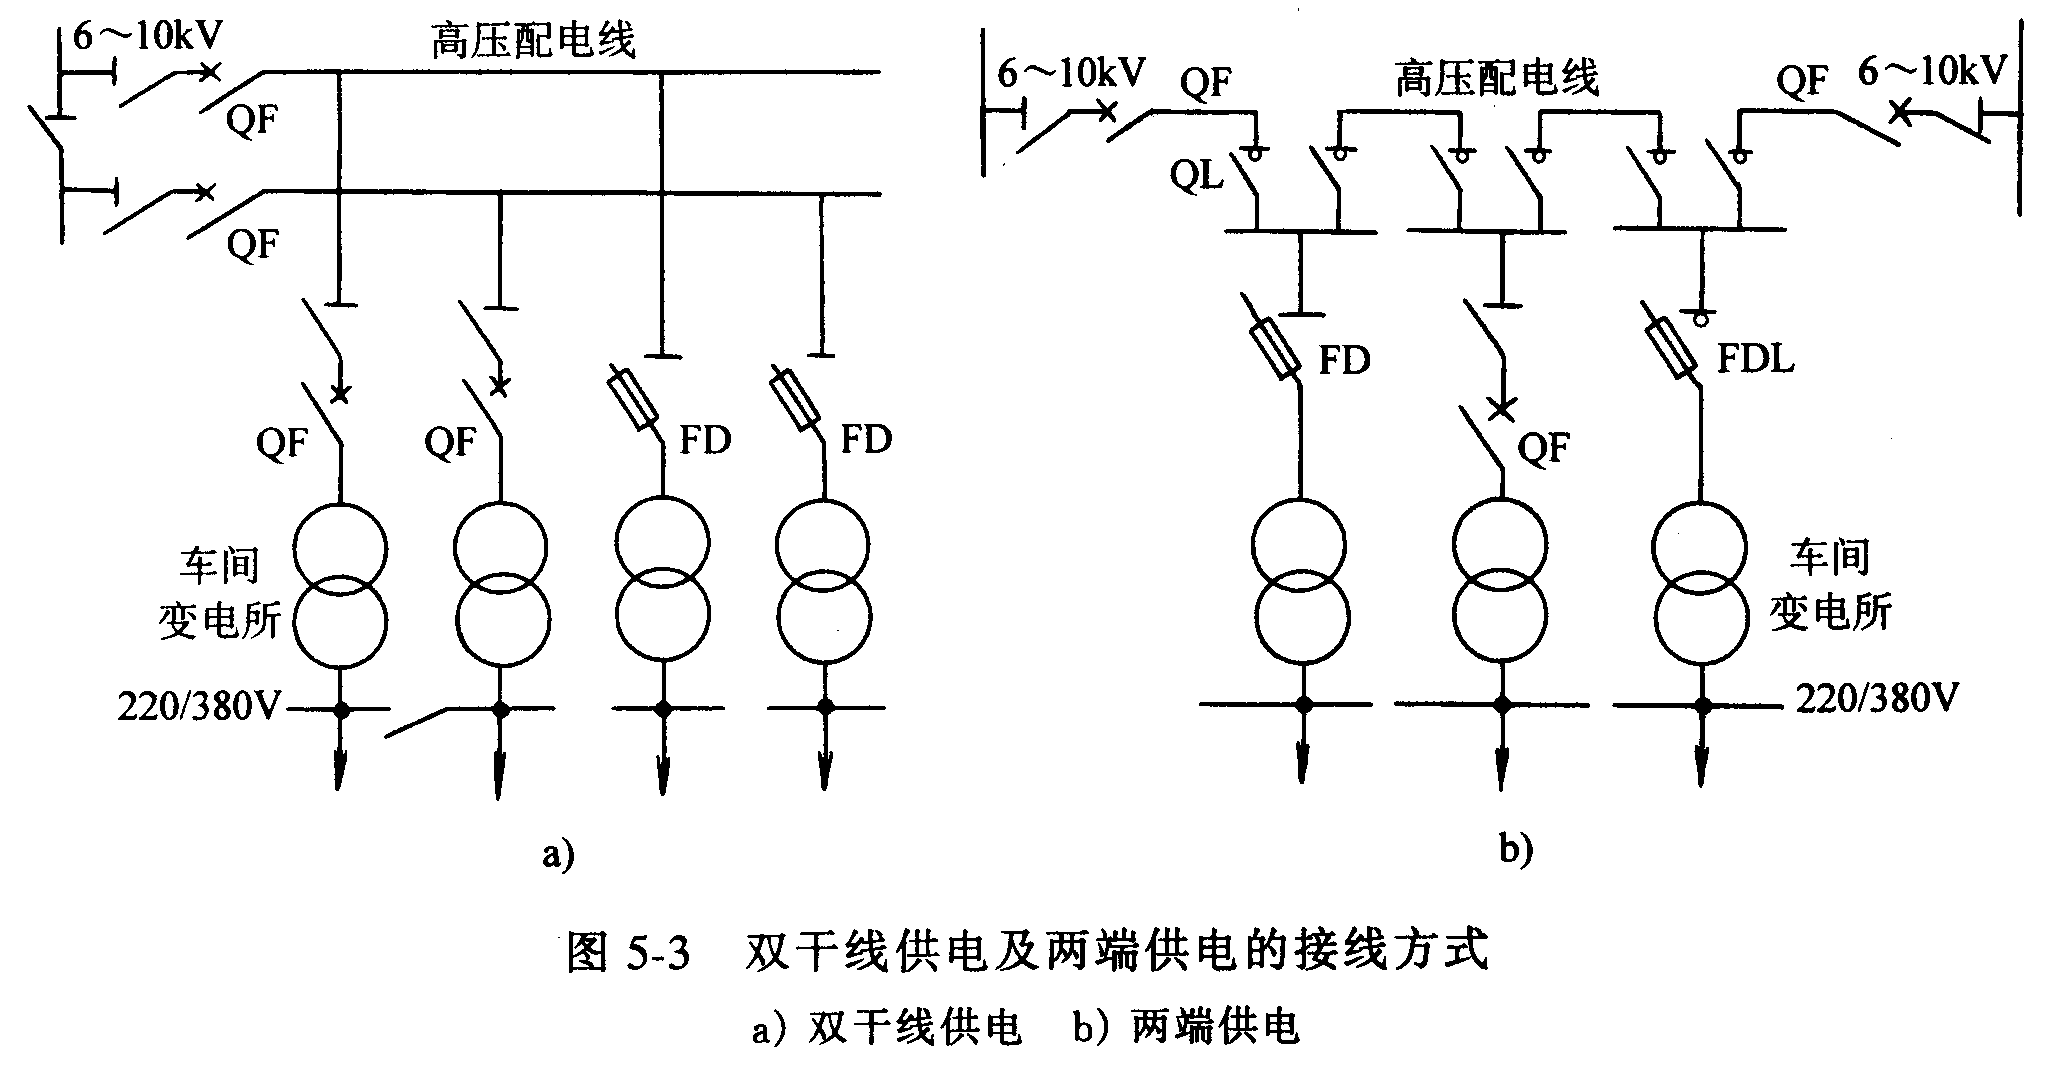 6～10kV
高压配电线
QF
QF
QF
QF
FD
FD
车间
变电所
220/380V
a)
6～10kV
QF
高压配电线
QF
6～10kV
QL
FD
QF
FDL
车间
变电所
220/380V
b)
图 5-3 双干线供电及两端供电的接线方式
a) 双干线供电 b) 两端供电